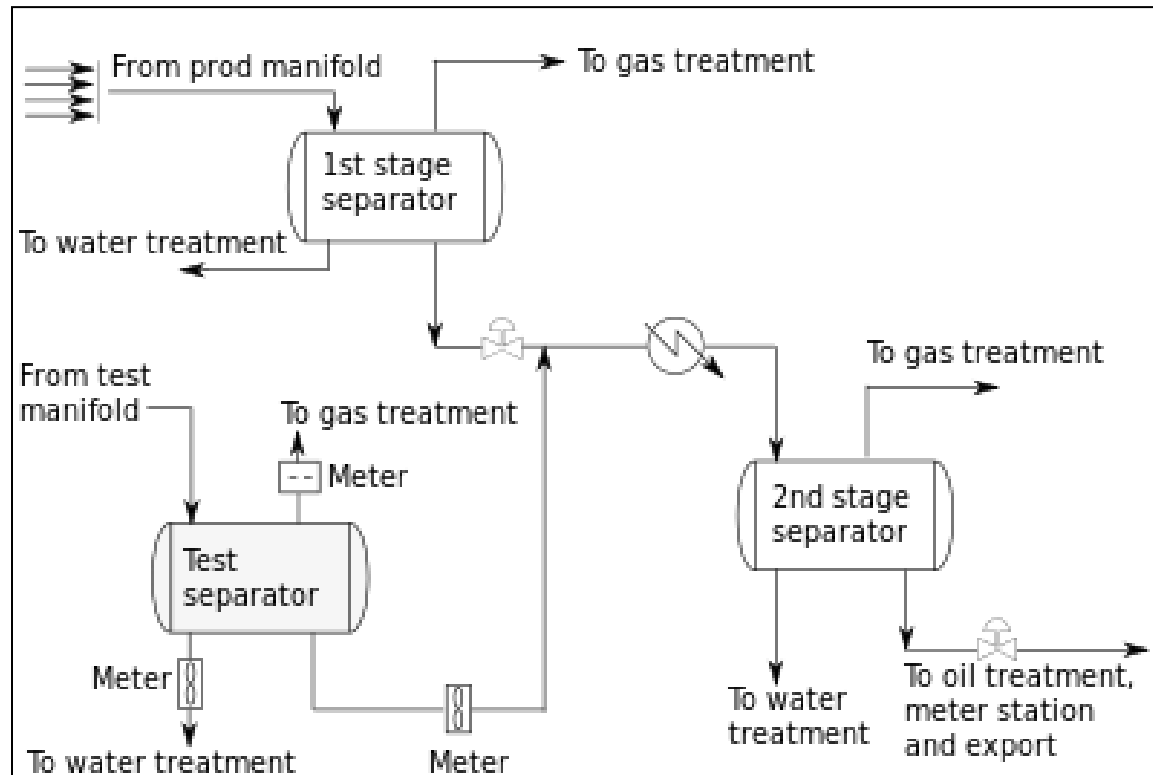 From prod manifold
To gas treatment
1st stage
separator
To water treatment
From test
manifold
To gas treatment
Meter
To gas treatment
2nd stage
separator
Test
separator
Meter
To water treatment
Meter
To water
treatment
To oil treatment,
meter station
and export